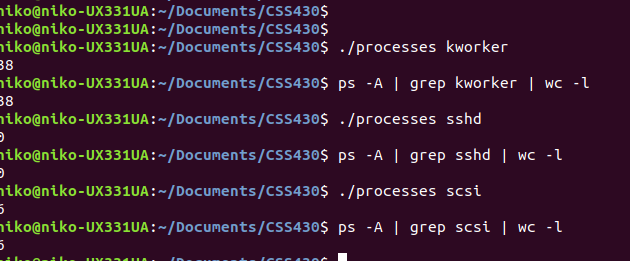 niko@niko-UX331UA:~/Documents/CSS430$
niko@niko-UX331UA:~/Documents/CSS430$
niko@niko-UX331UA:~/Documents/CSS430$ ./processes kworker
38
niko@niko-UX331UA:~/Documents/CSS430$ ps -A | grep kworker | wc -l
38
niko@niko-UX331UA:~/Documents/CSS430$ ./processes sshd
0
niko@niko-UX331UA:~/Documents/CSS430$ ps -A | grep sshd | wc -l
0
niko@niko-UX331UA:~/Documents/CSS430$ ./processes scsi
6
niko@niko-UX331UA:~/Documents/CSS430$ ps -A | grep scsi | wc -l
6
niko@niko-UX331UA:~/Documents/CSS430$